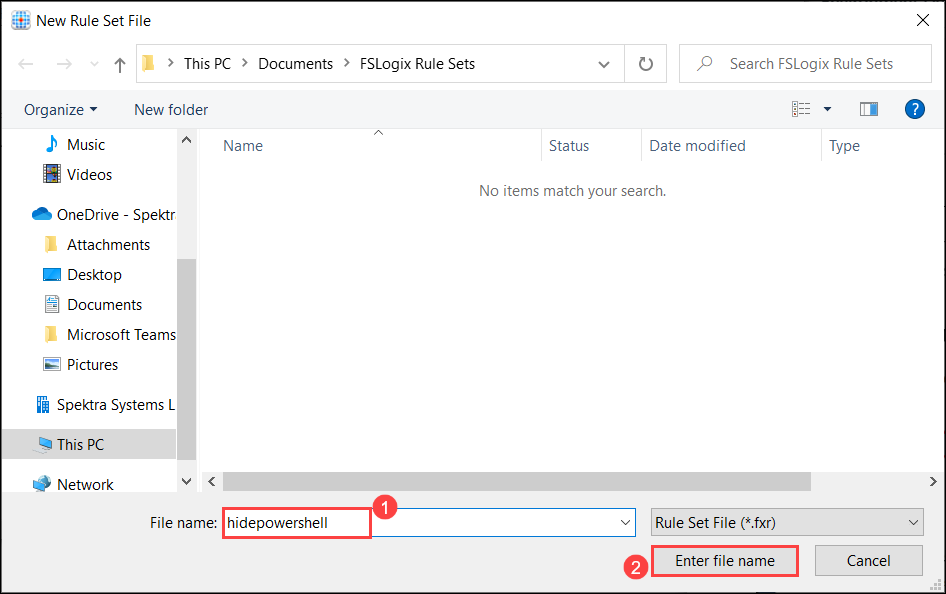 New Rule Set File
This PC > Documents > FSLogix Rule Sets
Search FSLogix Rule Sets
Organize
New folder
?
Music
Videos
OneDrive - Spektr
Attachments
Desktop
Documents
Microsoft Teams
Pictures
Spektra Systems L
This PC
Network
Name
Status
Date modified
Type
No items match your search.
File name:
hidepowershell
1
Rule Set File (*.fxr)
2
Enter file name
Cancel